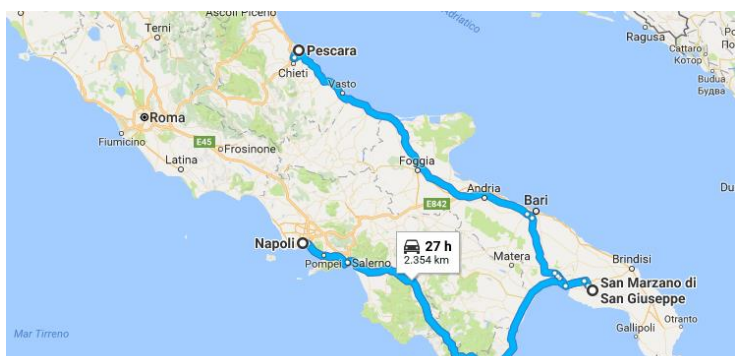 Ascoli Piceno
Adriatico
Terni
Pescara
Chieti
Vasto
Ragusa
Cattaro
Котор
Budua
Будва
Roma
Fiumicino
E45
Frosinone
Latina
Foggia
Andria
Bari
E842
Napoli
Pompei
Salerno
27 h
2.354 km
Matera
Brindisi
San Marzano di
San Giuseppe
Otranto
Gallipoli
Mar Tirreno